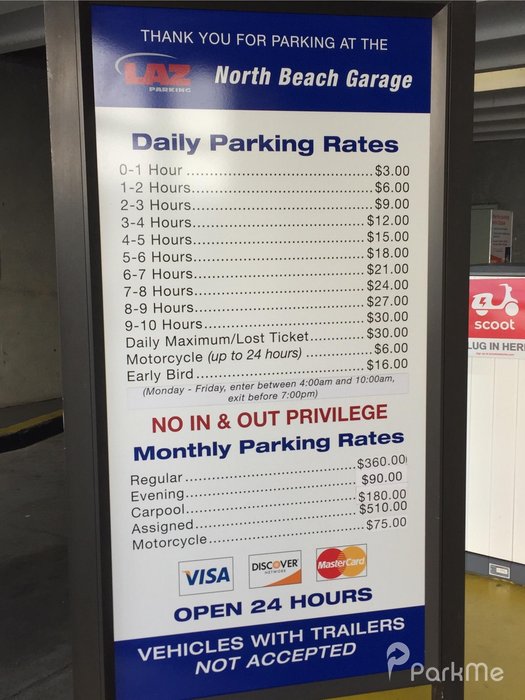 THANK YOU FOR PARKING AT THE
LAZ PARKING North Beach Garage
Daily Parking Rates
0-1 Hour ........ $3.00
1-2 Hours........ $6.00
2-3 Hours........ $9.00
3-4 Hours........ $12.00
4-5 Hours........ $15.00
5-6 Hours........ $18.00
6-7 Hours........ $21.00
7-8 Hours........ $24.00
8-9 Hours........ $27.00
9-10 Hours........ $30.00
Daily Maximum/Lost Ticket........ $30.00
Motorcycle (up to 24 hours) ........ $6.00
Early Bird ........ $16.00
(Monday - Friday, enter between 4:00am and 10:00am,
exit before 7:00pm)
NO IN & OUT PRIVILEGE
Monthly Parking Rates
Regular ........ $360.00
Evening........ $90.00
Carpool........ $180.00
Assigned........ $510.00
Motorcycle........ $75.00
VISA DISCOVER NETWORK MasterCard
OPEN 24 HOURS
VEHICLES WITH TRAILERS
NOT ACCEPTED
scoot
LUG IN HER
ParkMe